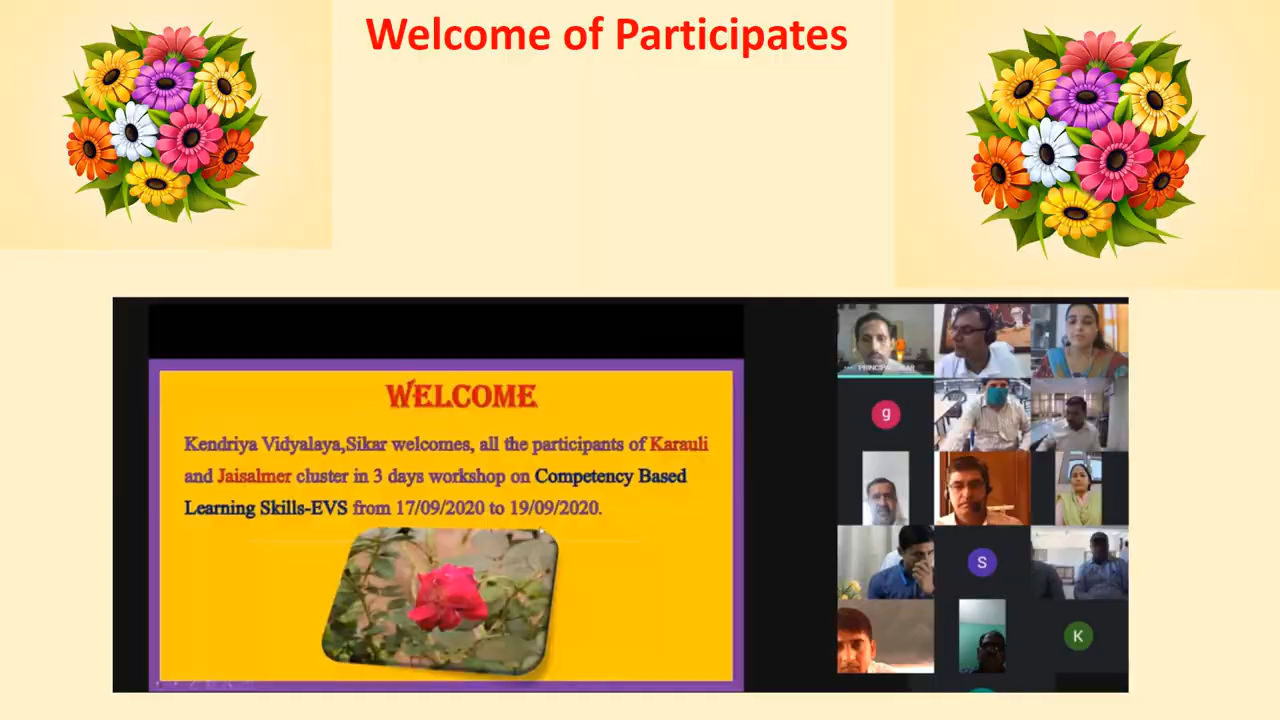 Welcome of Participates
WELCOME
Kendriya Vidyalaya,Sikar welcomes, all the participants of Karauli
and Jaisalmer cluster in 3 days workshop on Competency Based
Learning Skills-EVS from 17/09/2020 to 19/09/2020.
g
S
K